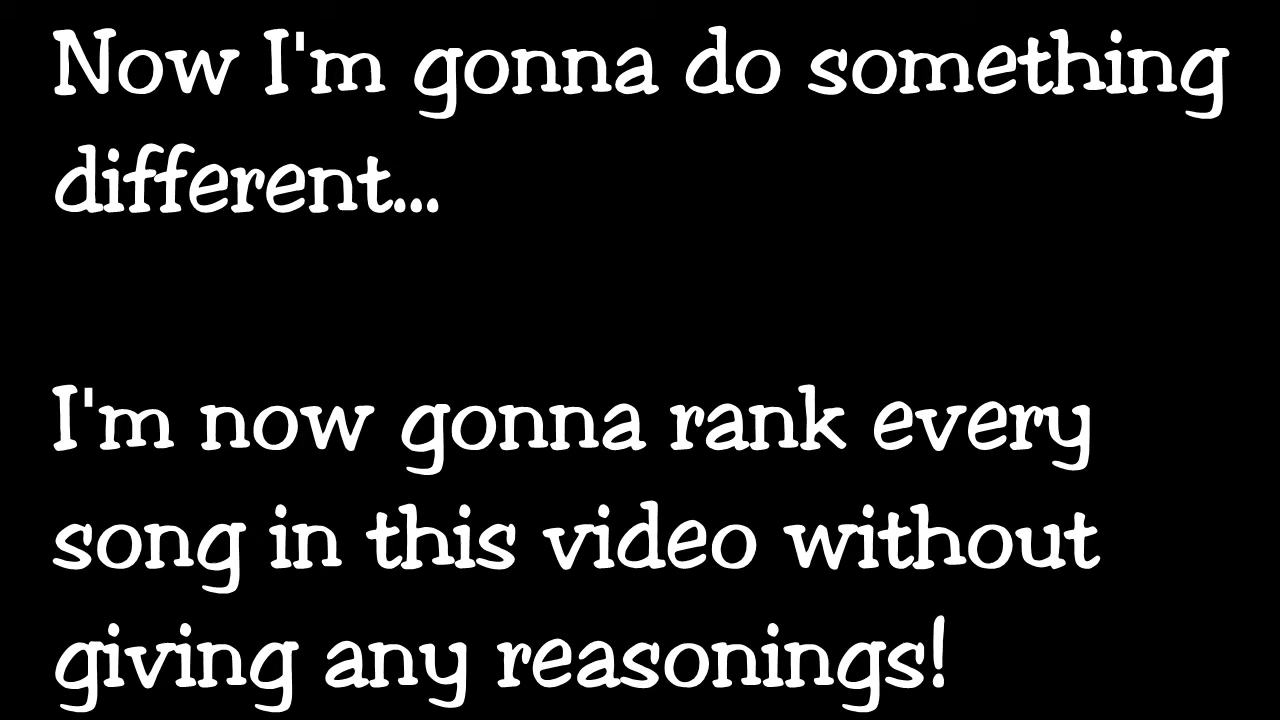 Now I'm gonna do something
different...
I'm now gonna rank every
song in this video without
giving any reasonings!